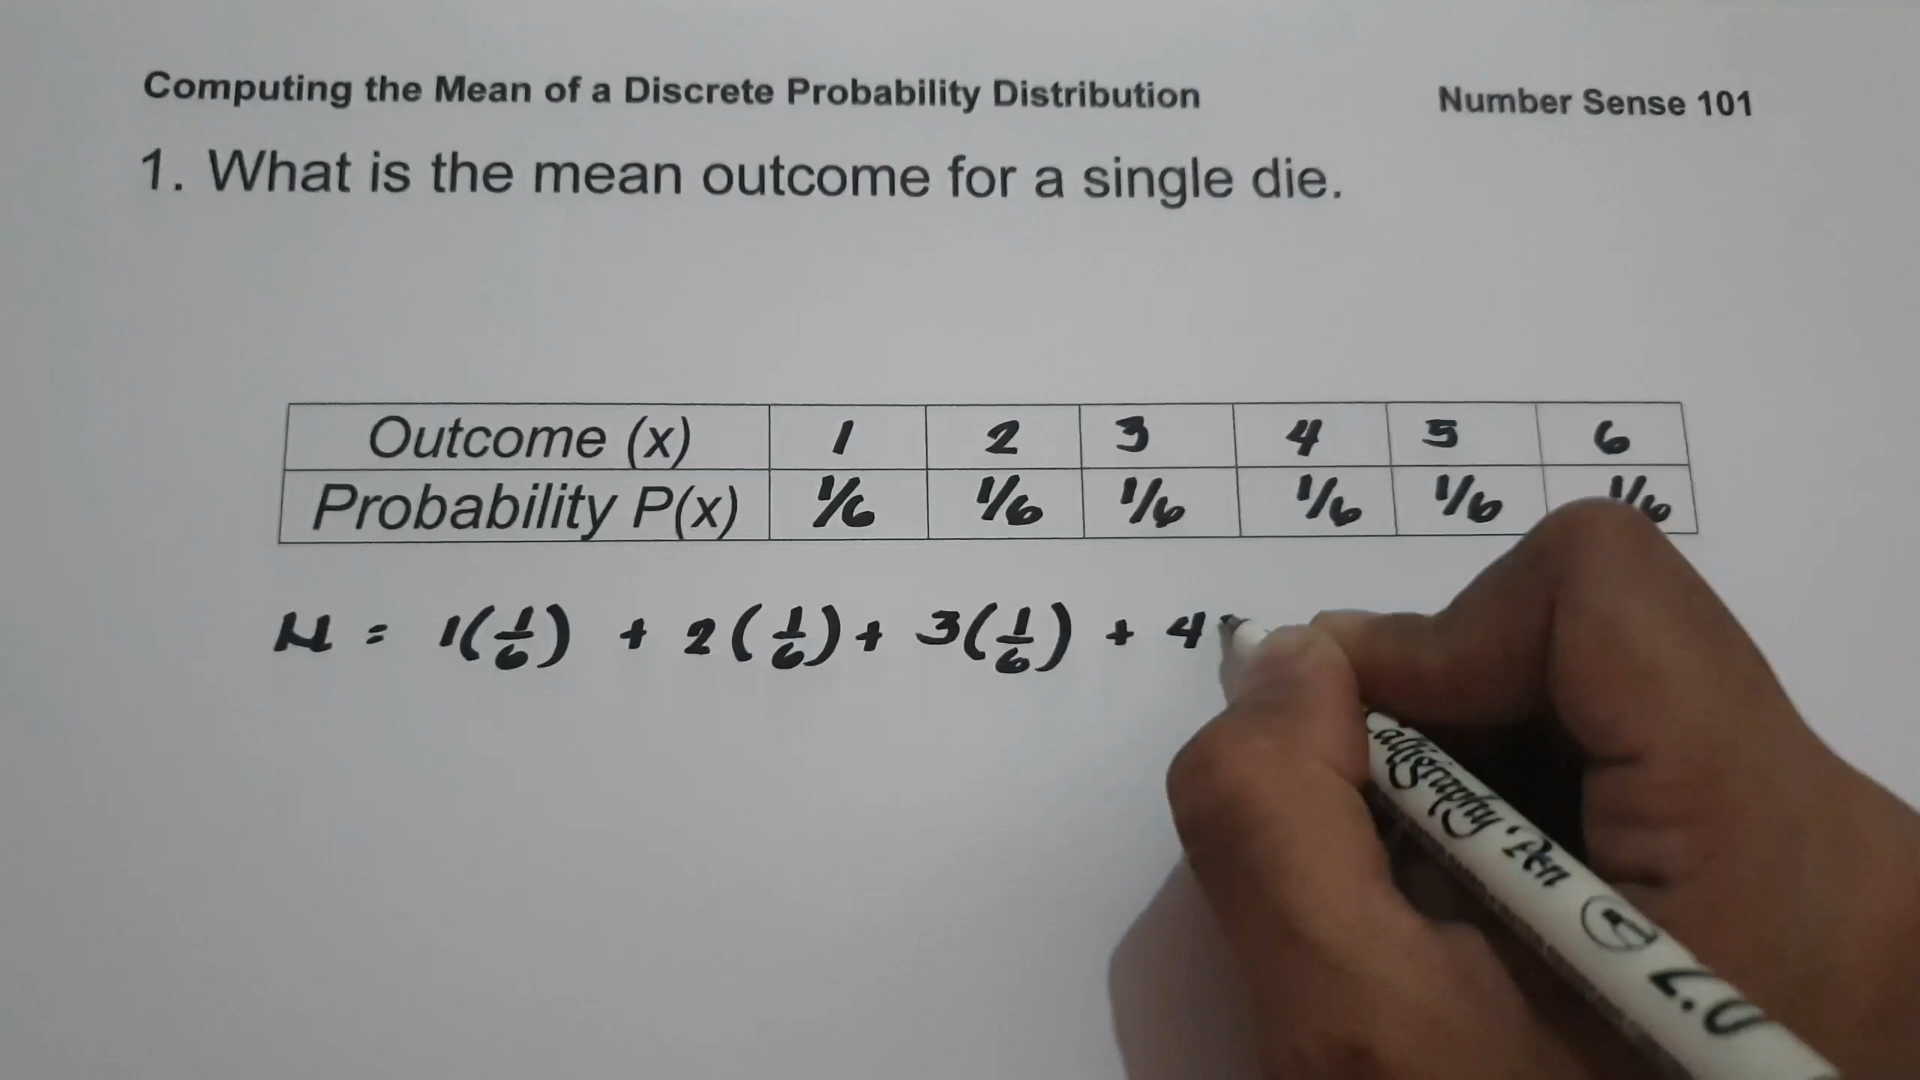 Computing the Mean of a Discrete Probability Distribution Number Sense 101
1. What is the mean outcome for a single die.
Outcome (x) 1 2 3 4 5 6
Probability P(x) 1/6 1/6 1/6 1/6 1/6 1/6
μ = 1(1/6) + 2(1/6) + 3(1/6) + 4
Calligraphy Pen 2.0